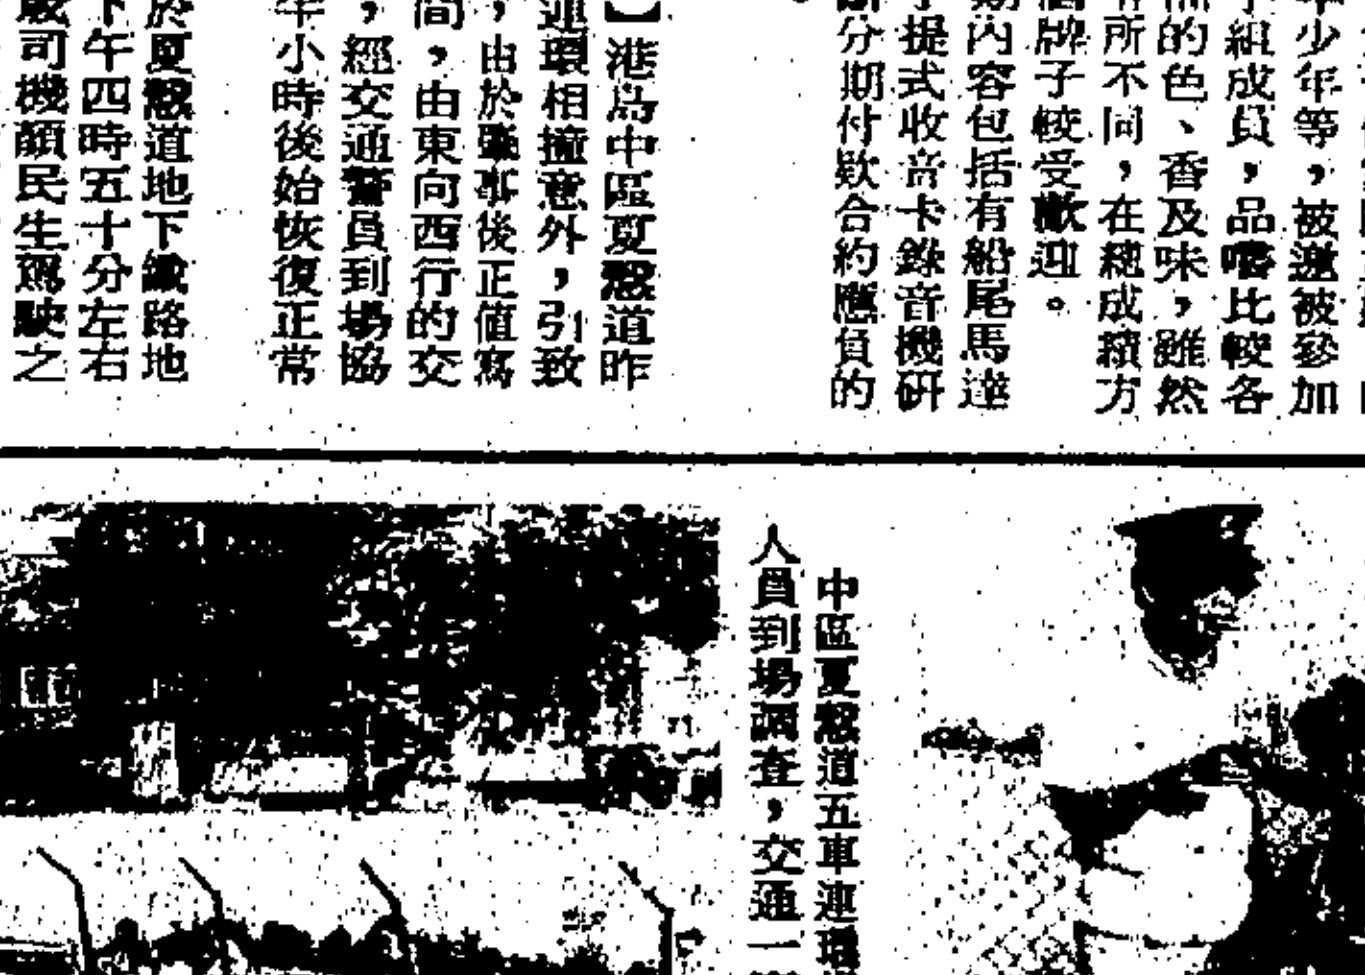 年少年等，被邀被參加
組成員，品嚐比較各
的色、香及味，雖然
所不同，在總成績方
牌子較受歡迎。
期內容包括有船尾馬達
手提式收音卡錄音機研
分期付欵合約應負的
】港島中區夏慤道昨
連環相撞意外，引致
，由於肇事後正值寫
間，由東向西行的交
，經交通警員到場協
半小時後始恢復正常
於夏慤道地下鐵路地
下午四時五十分左右
歲司機顏民生駕駛之
中區夏慤道五車連環
人員到場調查，交通一